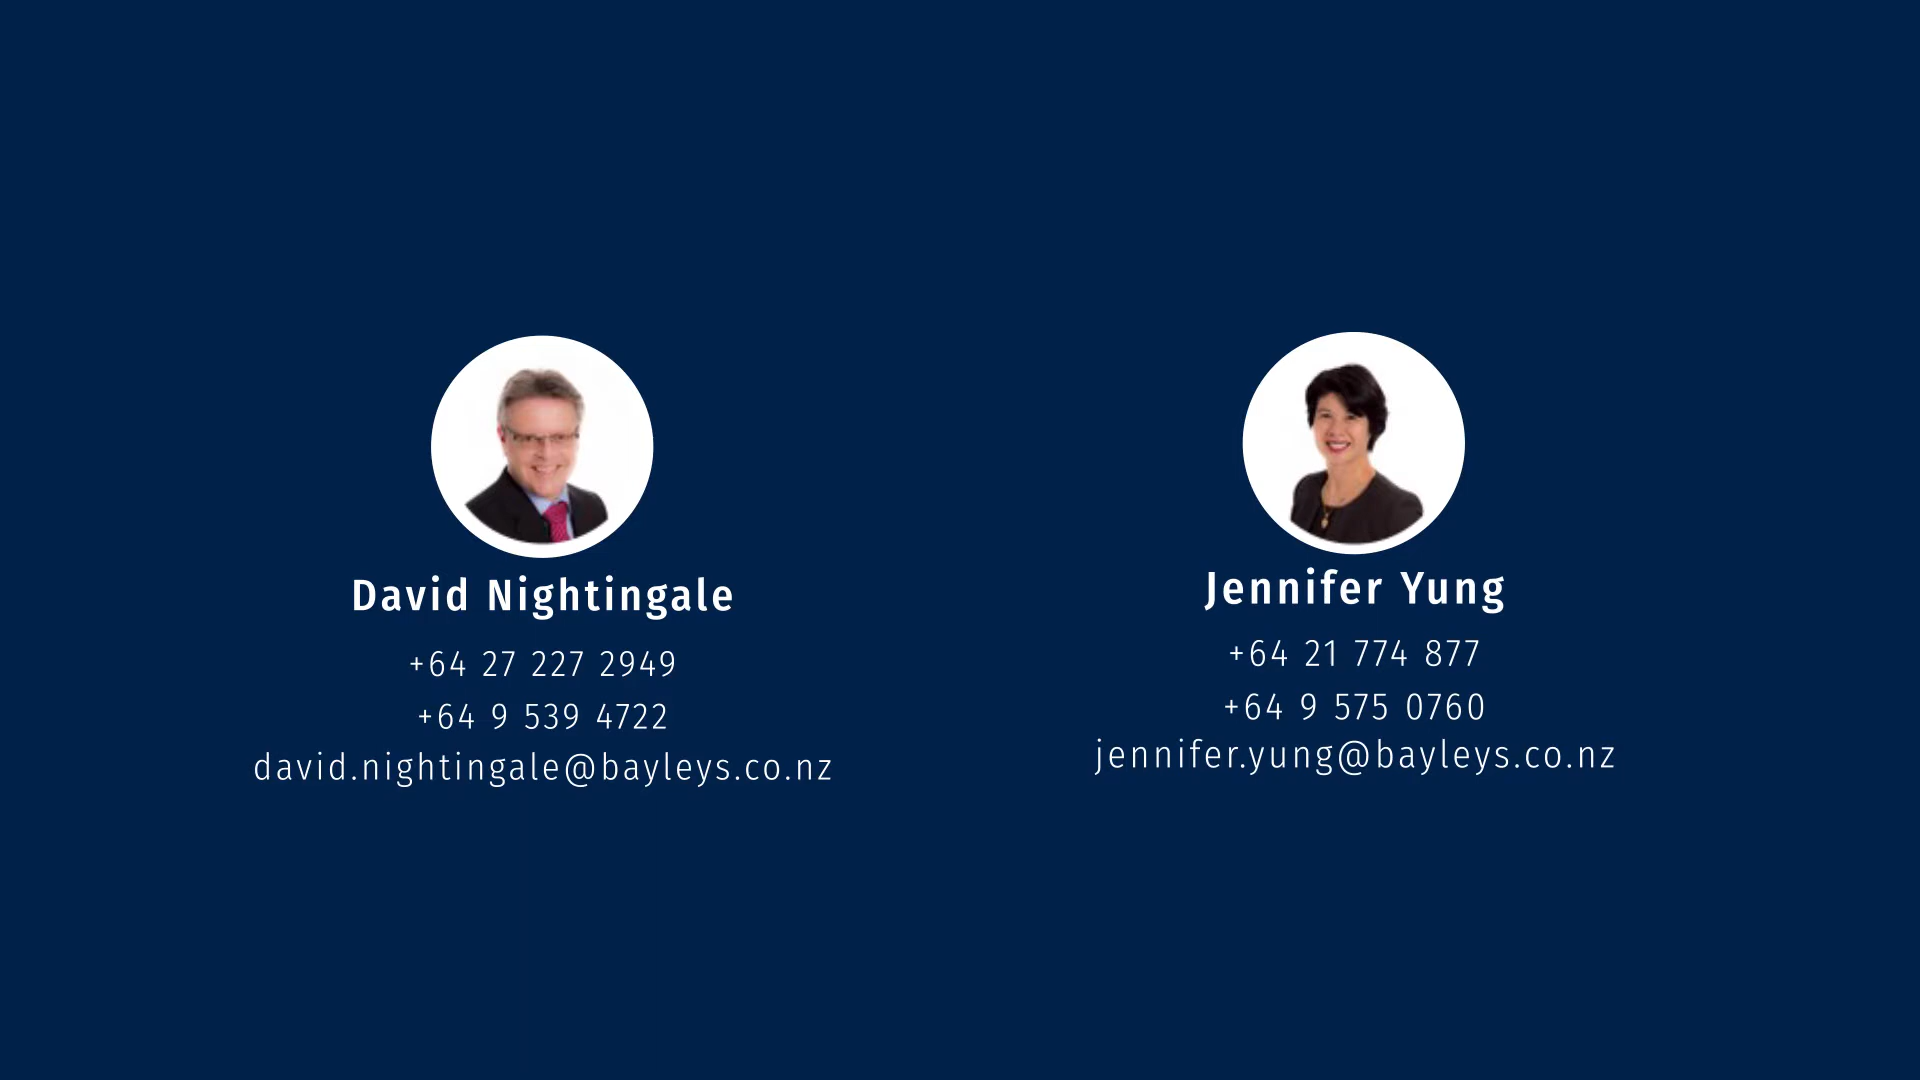 David Nightingale
+64 27 227 2949
+64 9 539 4722
david.nightingale@bayleys.co.nz
Jennifer Yung
+64 21 774 877
+64 9 575 0760
jennifer.yung@bayleys.co.nz